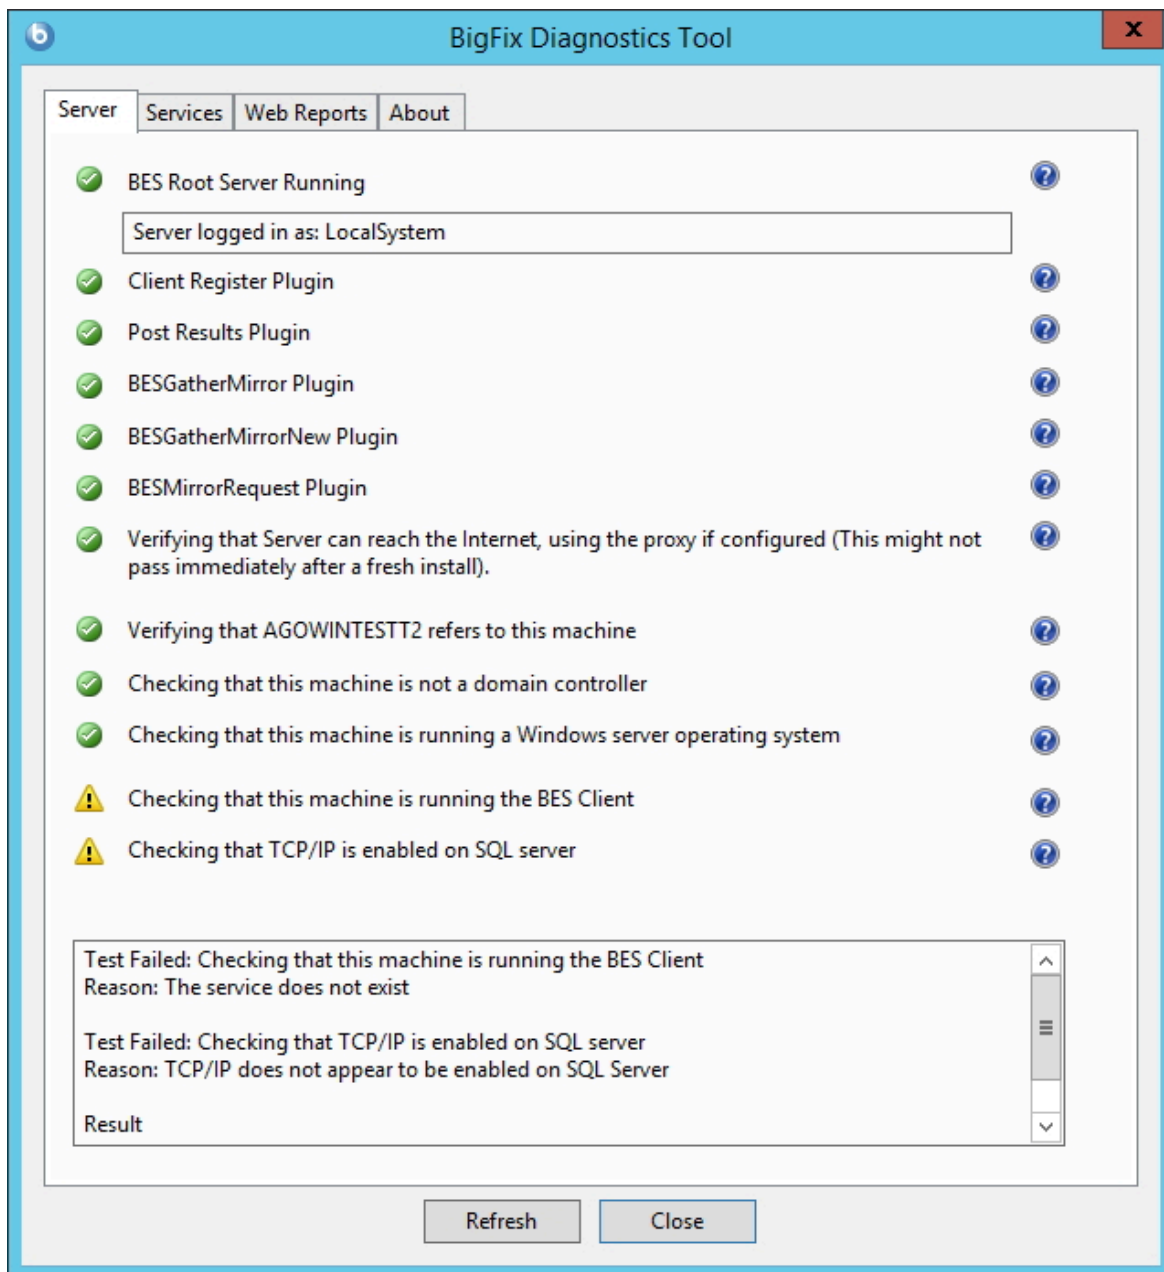 BigFix Diagnostics Tool
Server
Services
Web Reports
About
BES Root Server Running
Server logged in as: LocalSystem
Client Register Plugin
Post Results Plugin
BESGatherMirror Plugin
BESGatherMirrorNew Plugin
BESMirrorRequest Plugin
Verifying that Server can reach the Internet, using the proxy if configured (This might not
pass immediately after a fresh install).
Verifying that AGOWINTESTT2 refers to this machine
Checking that this machine is not a domain controller
Checking that this machine is running a Windows server operating system
Checking that this machine is running the BES Client
Checking that TCP/IP is enabled on SQL server
Test Failed: Checking that this machine is running the BES Client
Reason: The service does not exist
Test Failed: Checking that TCP/IP is enabled on SQL server
Reason: TCP/IP does not appear to be enabled on SQL Server
Result
Refresh
Close